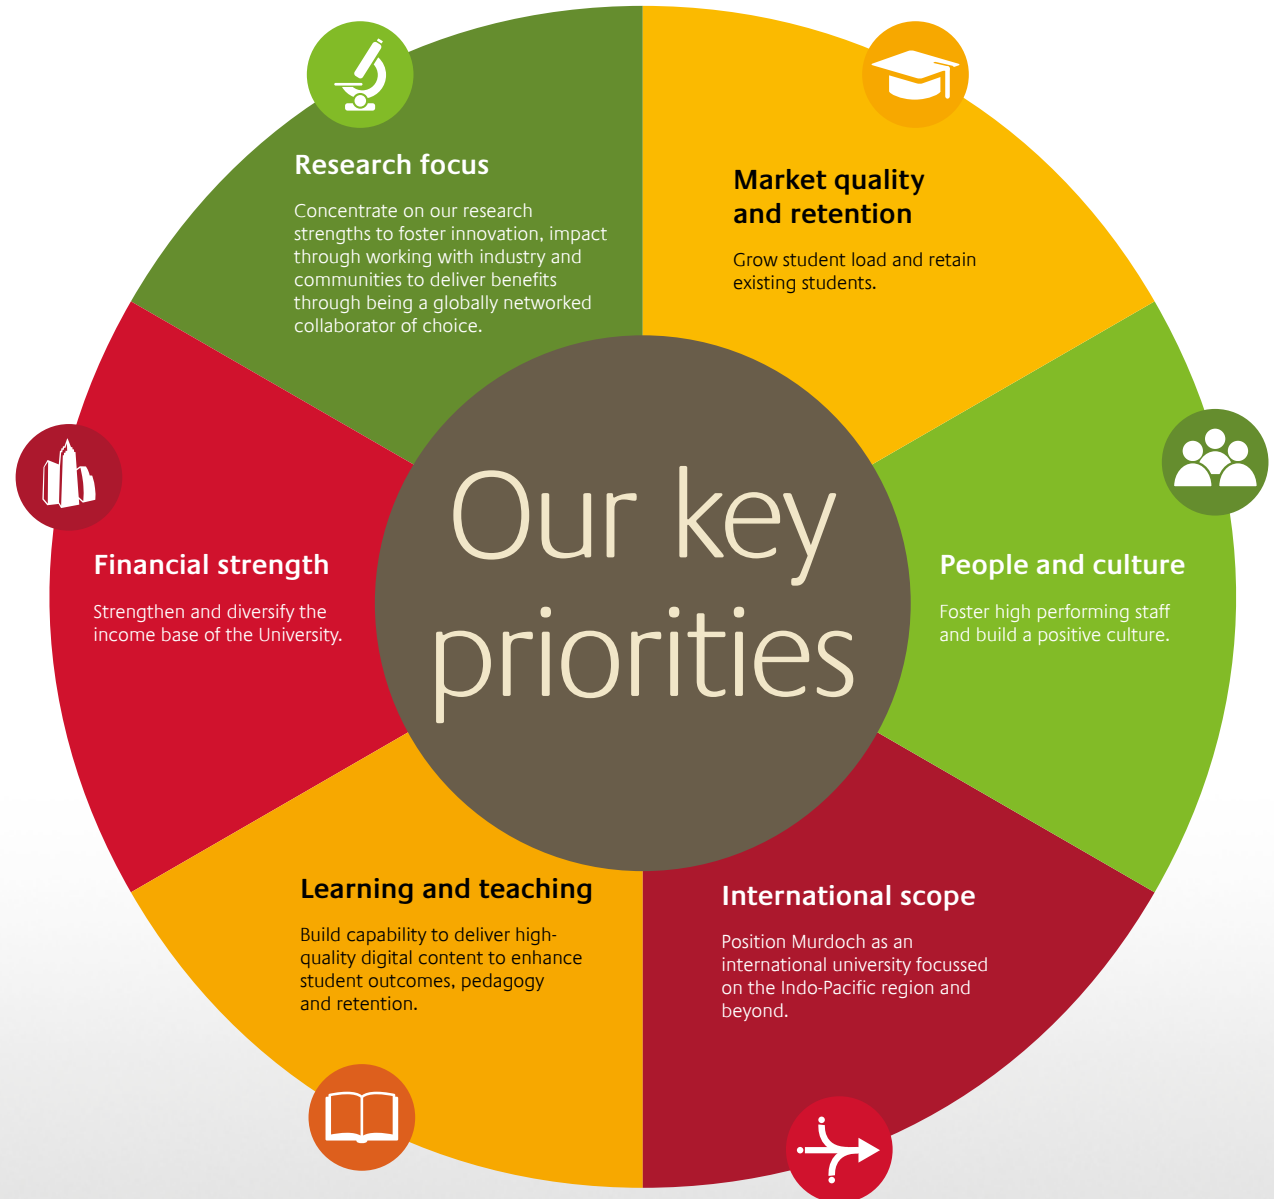 Research focus
Concentrate on our research
strengths to foster innovation, impact
through working with industry and
communities to deliver benefits
through being a globally networked
collaborator of choice.
Market quality
and retention
Grow student load and retain
existing students.
Financial strength
Strengthen and diversify the
income base of the University.
Our key
priorities
People and culture
Foster high performing staff
and build a positive culture.
Learning and teaching
Build capability to deliver high-
quality digital content to enhance
student outcomes, pedagogy
and retention.
International scope
Position Murdoch as an
international university focussed
on the Indo-Pacific region and
beyond.